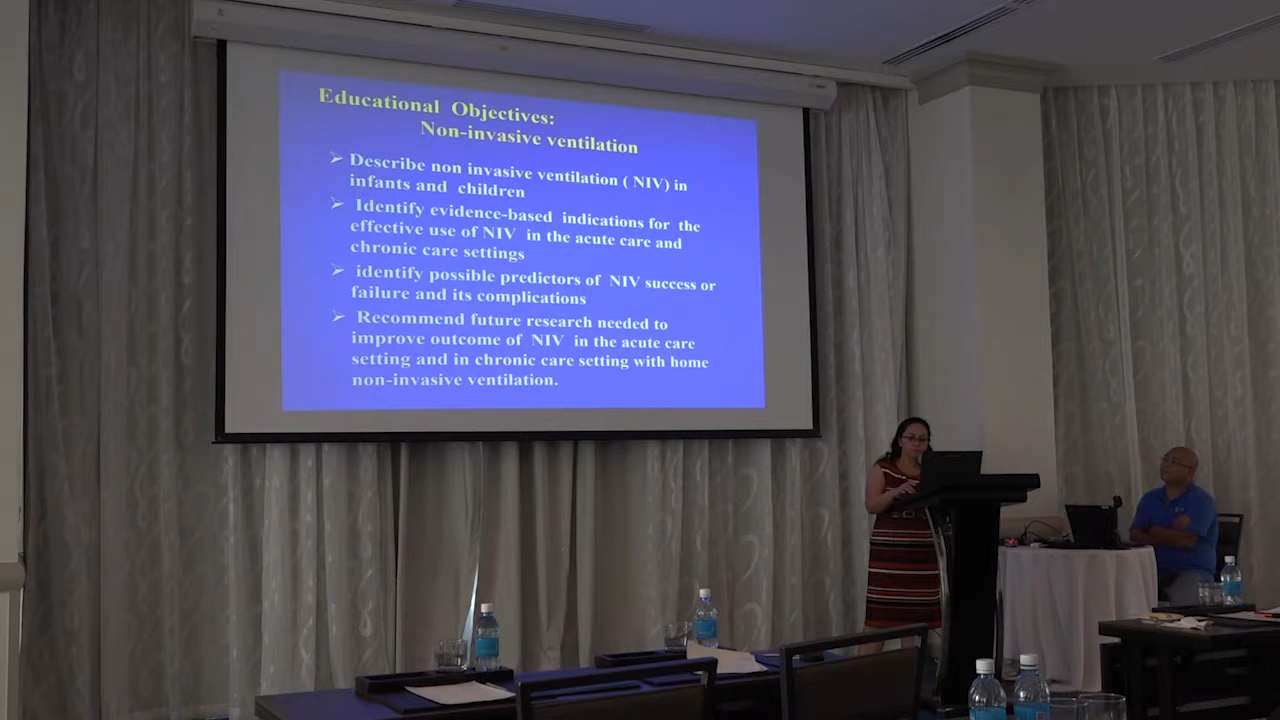 Educational Objectives:
Non-invasive ventilation
➢ Describe non invasive ventilation ( NIV) in
infants and children
➢ Identify evidence-based indications for the
effective use of NIV in the acute care and
chronic care settings
➢ identify possible predictors of NIV success or
failure and its complications
➢ Recommend future research needed to
improve outcome of NIV in the acute care
setting and in chronic care setting with home
non-invasive ventilation.